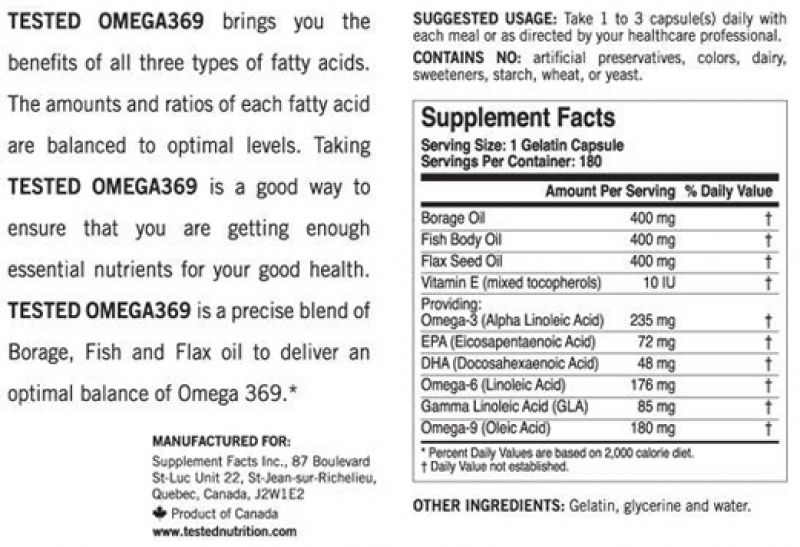 TESTED OMEGA369 brings you the
benefits of all three types of fatty acids.
The amounts and ratios of each fatty acid
are balanced to optimal levels. Taking
TESTED OMEGA369 is a good way to
ensure that you are getting enough
essential nutrients for your good health.
TESTED OMEGA369 is a precise blend of
Borage, Fish and Flax oil to deliver an
optimal balance of Omega 369.*
MANUFACTURED FOR:
Supplement Facts Inc., 87 Boulevard
St-Luc Unit 22, St-Jean-sur-Richelieu,
Quebec, Canada, J2W1E2
Product of Canada
www.testednutrition.com
SUGGESTED USAGE: Take 1 to 3 capsule(s) daily with
each meal or as directed by your healthcare professional.
CONTAINS NO: artificial preservatives, colors, dairy,
sweeteners, starch, wheat, or yeast.
Supplement Facts
Serving Size: 1 Gelatin Capsule
Servings Per Container: 180
Amount Per Serving % Daily Value
Borage Oil 400 mg †
Fish Body Oil 400 mg †
Flax Seed Oil 400 mg †
Vitamin E (mixed tocopherols) 10 IU †
Providing:
Omega-3 (Alpha Linoleic Acid) 235 mg †
EPA (Eicosapentaenoic Acid) 72 mg †
DHA (Docosahexaenoic Acid) 48 mg †
Omega-6 (Linoleic Acid) 176 mg †
Gamma Linoleic Acid (GLA) 85 mg †
Omega-9 (Oleic Acid) 180 mg †
* Percent Daily Values are based on 2,000 calorie diet.
† Daily Value not established.
OTHER INGREDIENTS: Gelatin, glycerine and water.